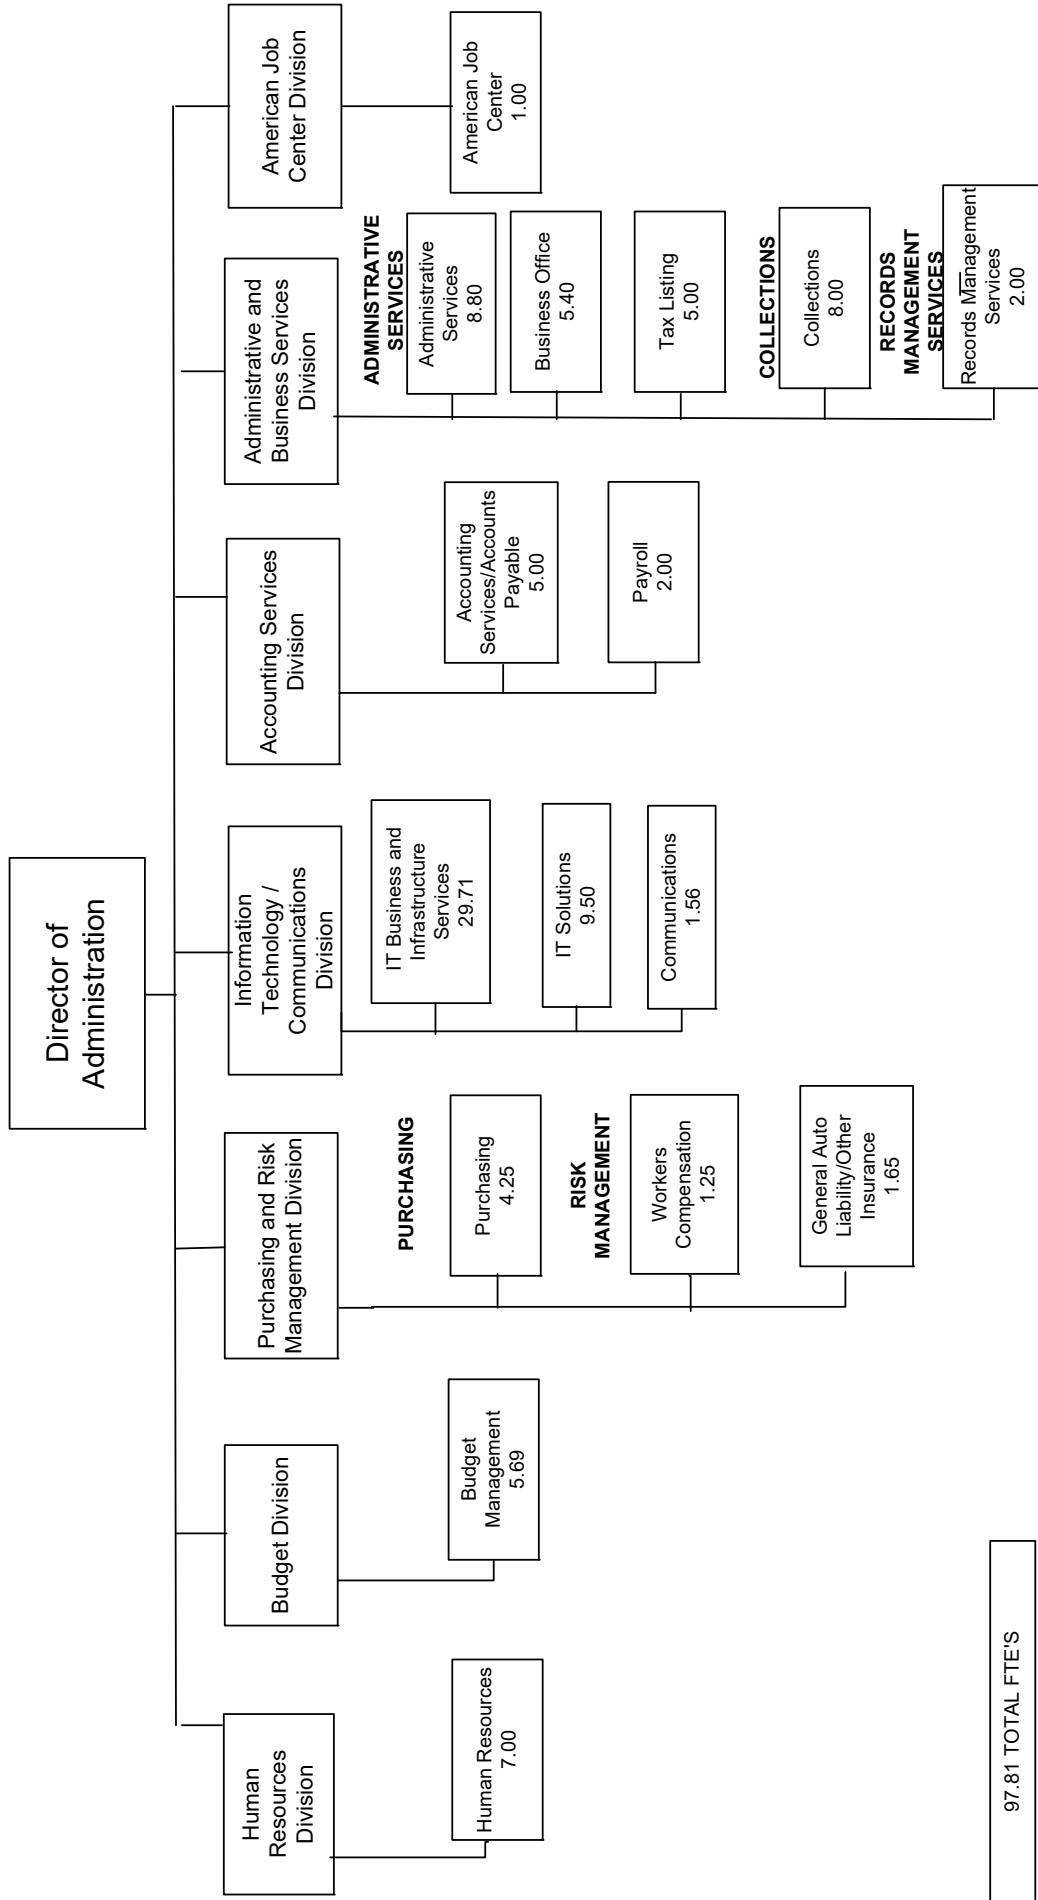 Director of
Administration
Human
Resources
Division
Human Resources
7.00
Budget Division
Budget
Management
5.69
Purchasing and Risk
Management Division
PURCHASING
Purchasing
4.25
RISK
MANAGEMENT
Workers
Compensation
1.25
General Auto
Liability/Other
Insurance
1.65
Information
Technology /
Communications
Division
IT Business and
Infrastructure
Services
29.71
IT Solutions
9.50
Communications
1.56
Accounting Services
Division
Accounting
Services/Accounts
Payable
5.00
Payroll
2.00
Administrative and
Business Services
Division
ADMINISTRATIVE
SERVICES
Administrative
Services
8.80
Business Office
5.40
Tax Listing
5.00
COLLECTIONS
Collections
8.00
RECORDS
MANAGEMENT
SERVICES
Records Management
Services
2.00
American Job
Center Division
American Job
Center
1.00
97.81 TOTAL FTE'S